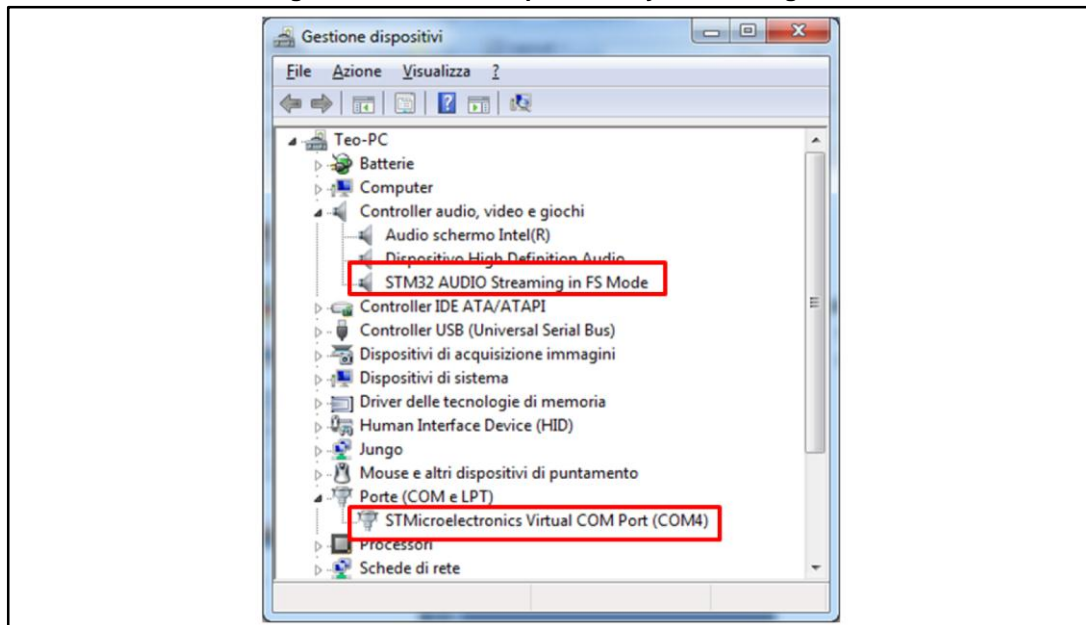 Gestione dispositivi
File Azione Visualizza ?
Teo-PC
Batterie
Computer
Controller audio, video e giochi
Audio schermo Intel(R)
Dispositivo High Definition Audio
STM32 AUDIO Streaming in FS Mode
Controller IDE ATA/ATAPI
Controller USB (Universal Serial Bus)
Dispositivi di acquisizione immagini
Dispositivi di sistema
Driver delle tecnologie di memoria
Human Interface Device (HID)
Jungo
Mouse e altri dispositivi di puntamento
Porte (COM e LPT)
STMicroelectronics Virtual COM Port (COM4)
Processori
Schede di rete